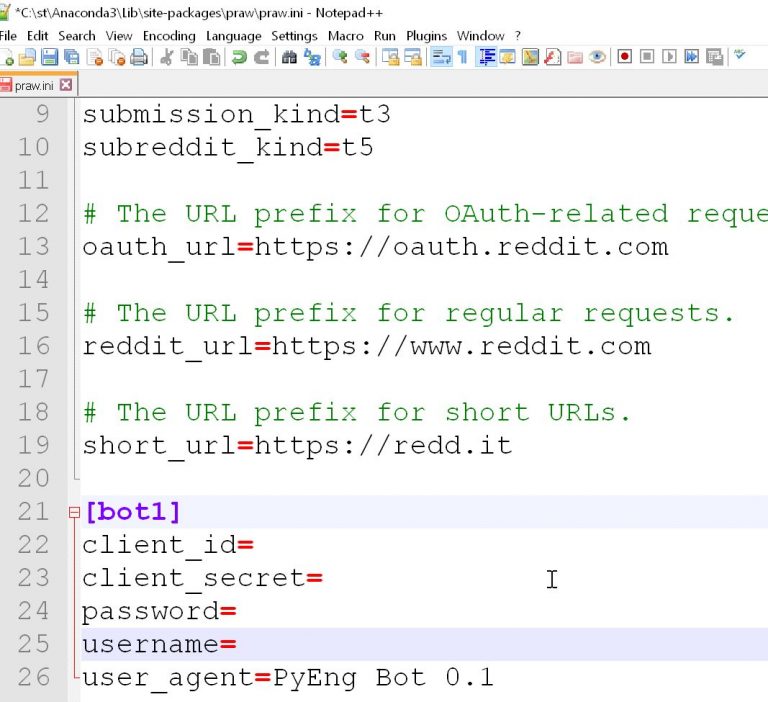 *C:\st\Anaconda3\Lib\site-packages\praw\praw.ini - Notepad++
File Edit Search View Encoding Language Settings Macro Run Plugins Window ?
praw.ini
9 submission_kind=t3
10 subreddit_kind=t5
11
12 # The URL prefix for OAuth-related reque
13 oauth_url=https://oauth.reddit.com
14
15 # The URL prefix for regular requests.
16 reddit_url=https://www.reddit.com
17
18 # The URL prefix for short URLs.
19 short_url=https://redd.it
20
21 [bot1]
22 client_id=
23 client_secret=
24 password=
25 username=
26 user_agent=PyEng Bot 0.1